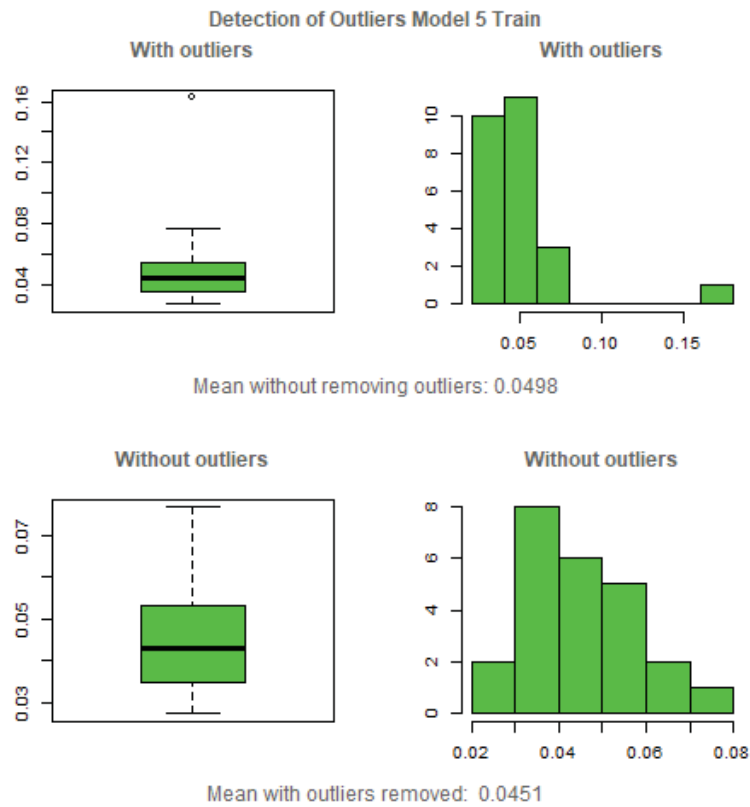 Detection of Outliers Model 5 Train
With outliers
With outliers
0.16
0.12
0.08
0.04
10
8
6
4
2
0
0.05 0.10 0.15
Mean without removing outliers: 0.0498
Without outliers
Without outliers
0.07
0.05
0.03
8
6
4
2
0
0.02 0.04 0.06 0.08
Mean with outliers removed: 0.0451